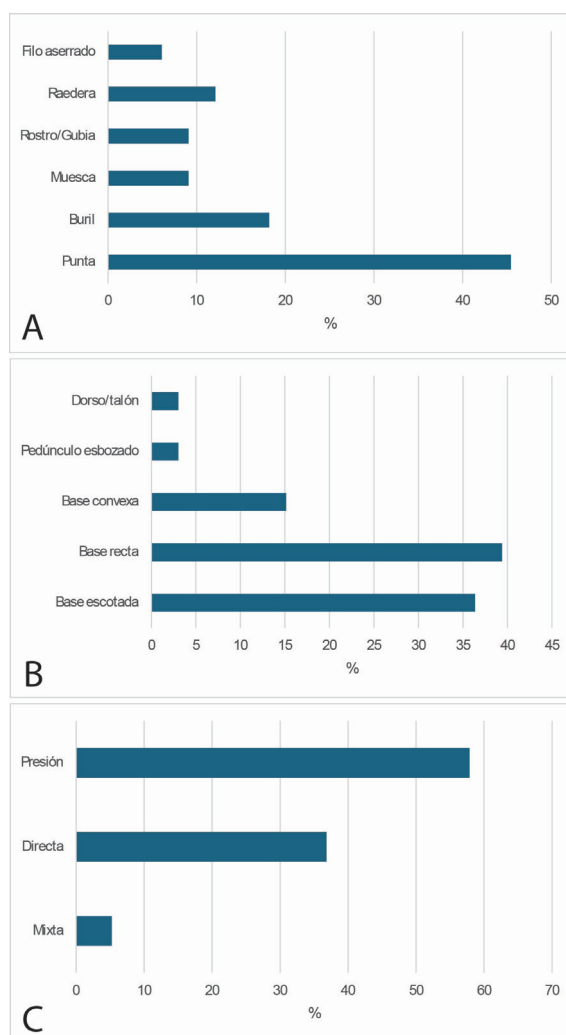 Filo aserrado
Raedera
Rostro/Gubia
Muesca
Buril
Punta
0 10 20 30 40 50
%
A
Dorso/talón
Pedúnculo esbozado
Base convexa
Base recta
Base escotada
0 5 10 15 20 25 30 35 40 45
%
B
Presión
Directa
Mixta
0 10 20 30 40 50 60 70
%
C